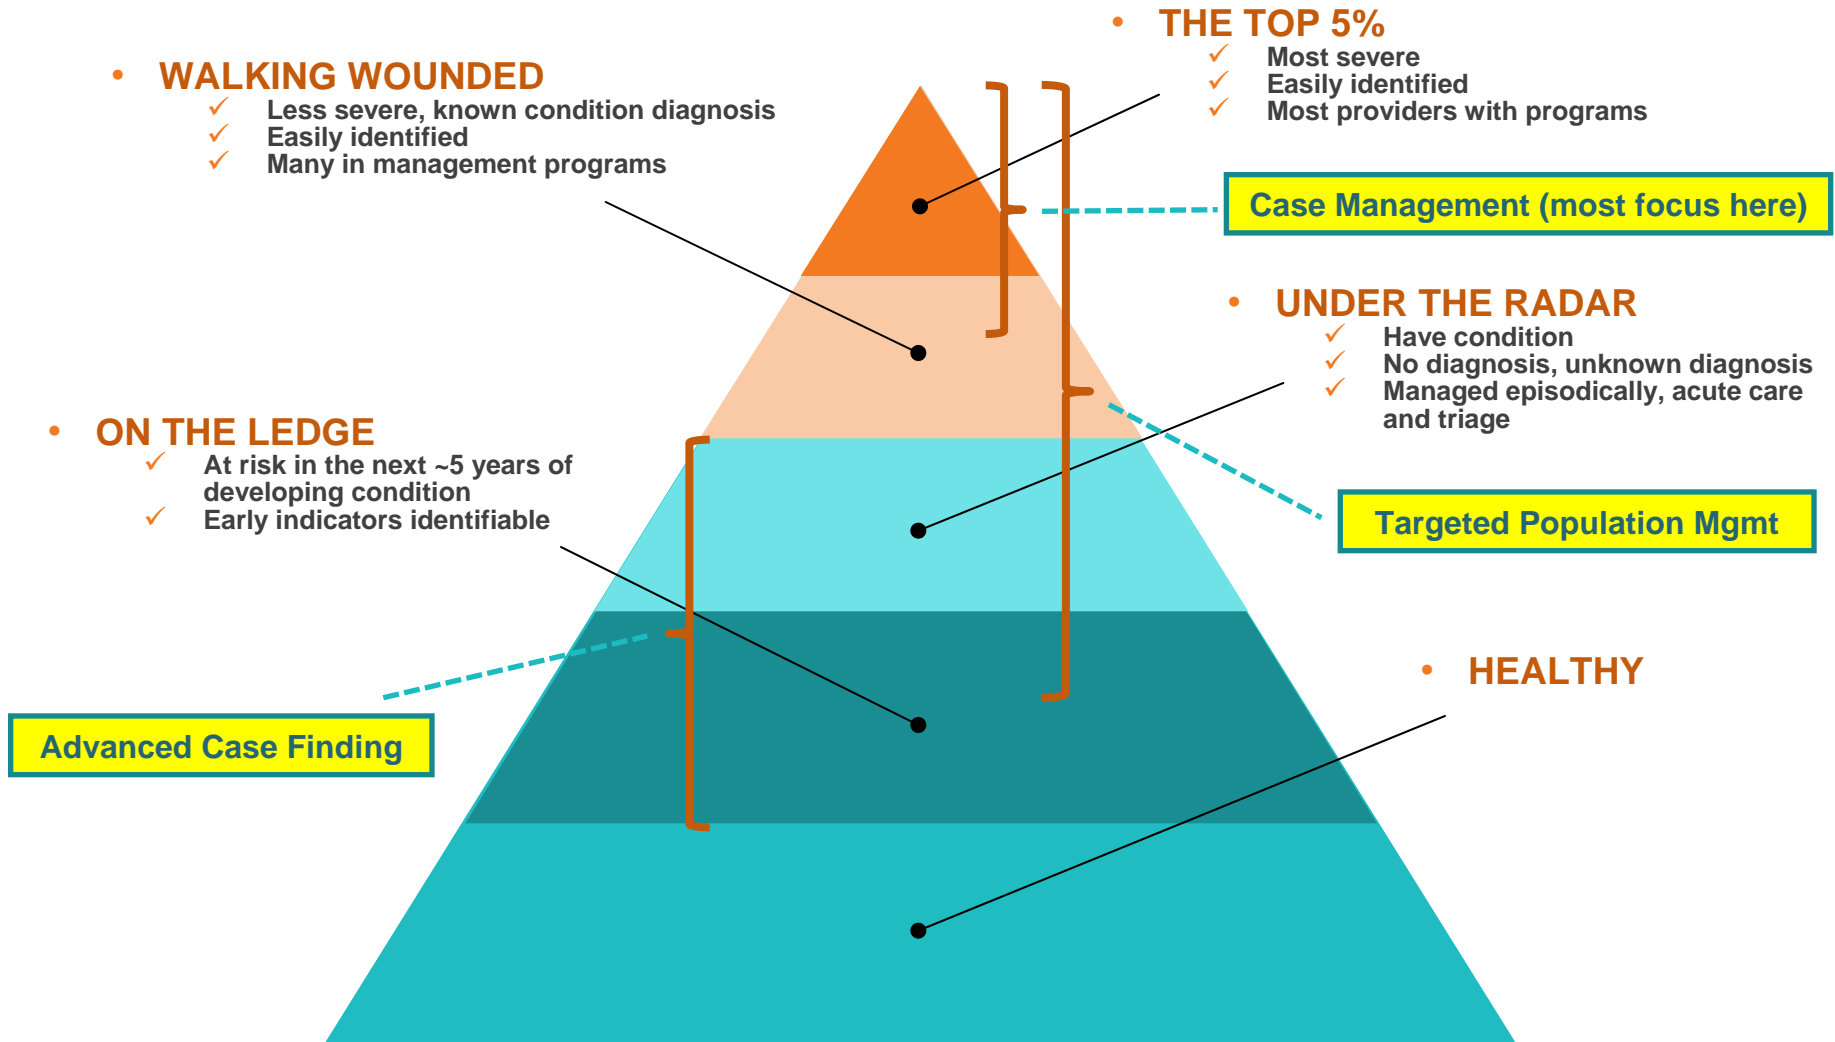 • THE TOP 5%
✓ Most severe
✓ Easily identified
✓ Most providers with programs
• WALKING WOUNDED
✓ Less severe, known condition diagnosis
✓ Easily identified
✓ Many in management programs
Case Management (most focus here)
• UNDER THE RADAR
✓ Have condition
✓ No diagnosis, unknown diagnosis
✓ Managed episodically, acute care
and triage
• ON THE LEDGE
✓ At risk in the next ~5 years of
developing condition
✓ Early indicators identifiable
Targeted Population Mgmt
• HEALTHY
Advanced Case Finding